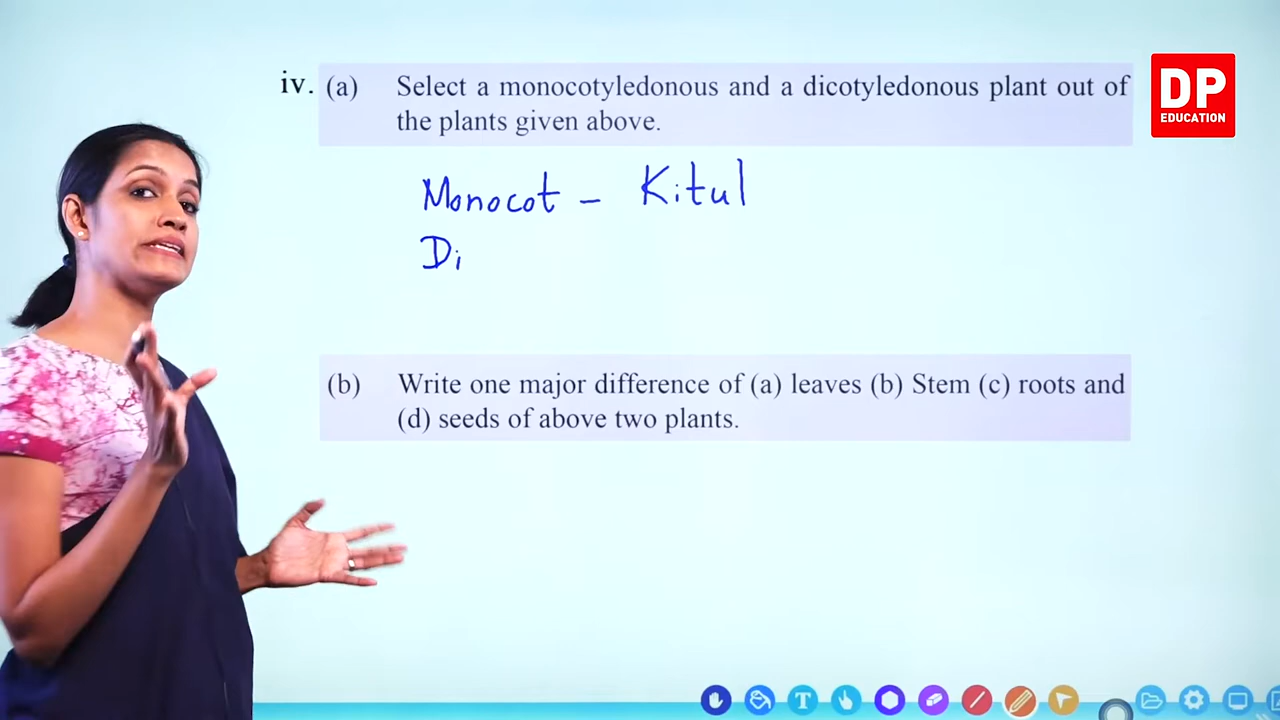 iv. (a) Select a monocotyledonous and a dicotyledonous plant out of
the plants given above.
DP
EDUCATION
Monocot - Kitul
Di
(b) Write one major difference of (a) leaves (b) Stem (c) roots and
(d) seeds of above two plants.
T